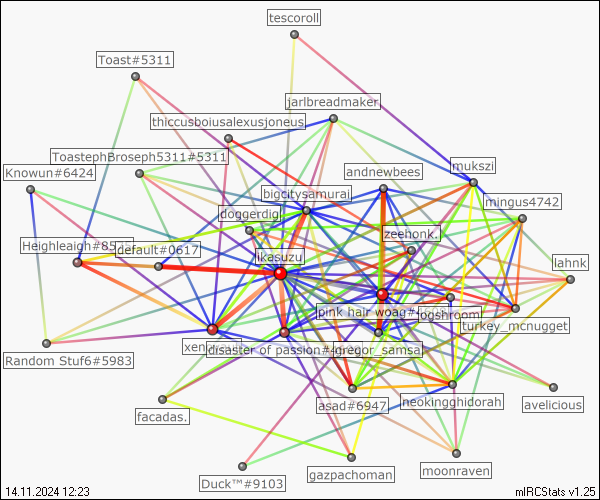 tescoroll
Toast#5311
jarlbreadmaker
thiccusboiusalexusjoneus
ToastephBroseph5311#5311
mukszi
Knowun#6424
andnewbees
bigcitysamurai
mingus4742
doggerdigi
zeehonk.
Heighleaigh#85
default#0617
ikasuzu
lahnk
pink hair woag#
logshroom
turkey_mcnugget
xen
disaster of passion#4
gregor_samsa
Random Stuf6#5983
asad#6947
neokingghidorah
avelicious
facadas.
gazpachoman
moonraven
Duck™#9103
14.11.2024 12:23
mIRCStats v1.25